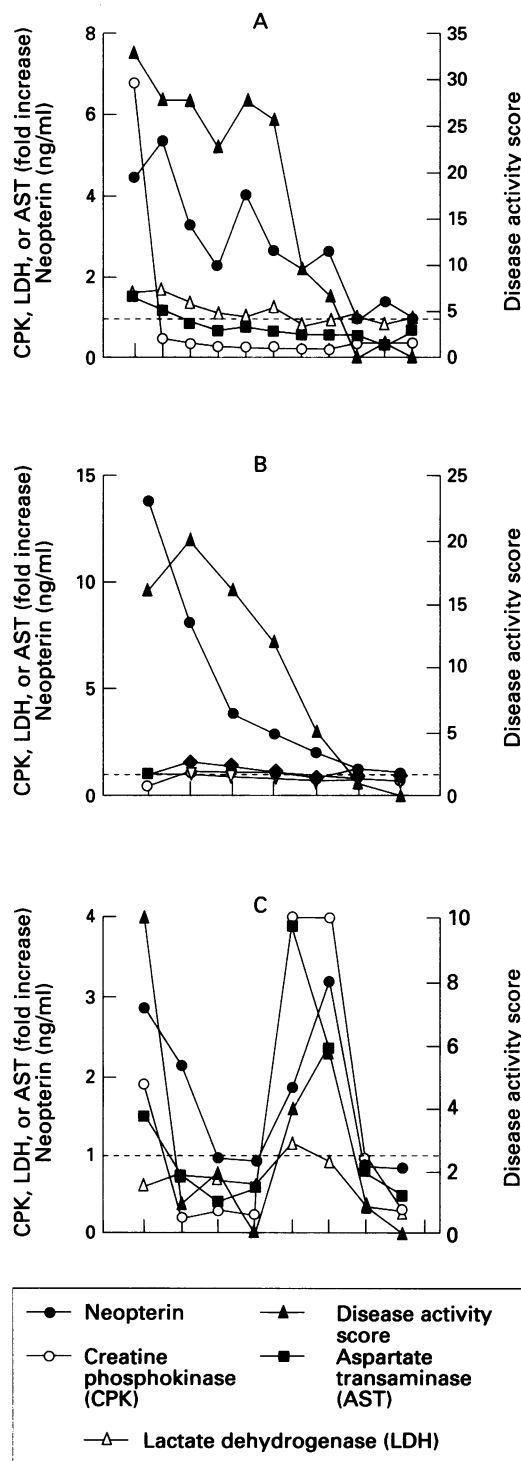 A
CPK, LDH, or AST (fold increase)
Neopterin (ng/ml)
8
6
4
2
0
35
30
25
20
15
10
5
0
Disease activity score
B
CPK, LDH, or AST (fold increase)
Neopterin (ng/ml)
15
10
5
0
25
20
15
10
5
0
Disease activity score
C
CPK, LDH, or AST (fold increase)
Neopterin (ng/ml)
4
3
2
1
0
10
8
6
4
2
0
Disease activity score
Neopterin
Creatine
phosphokinase
(CPK)
Disease activity
score
Aspartate
transaminase
(AST)
Lactate dehydrogenase (LDH)